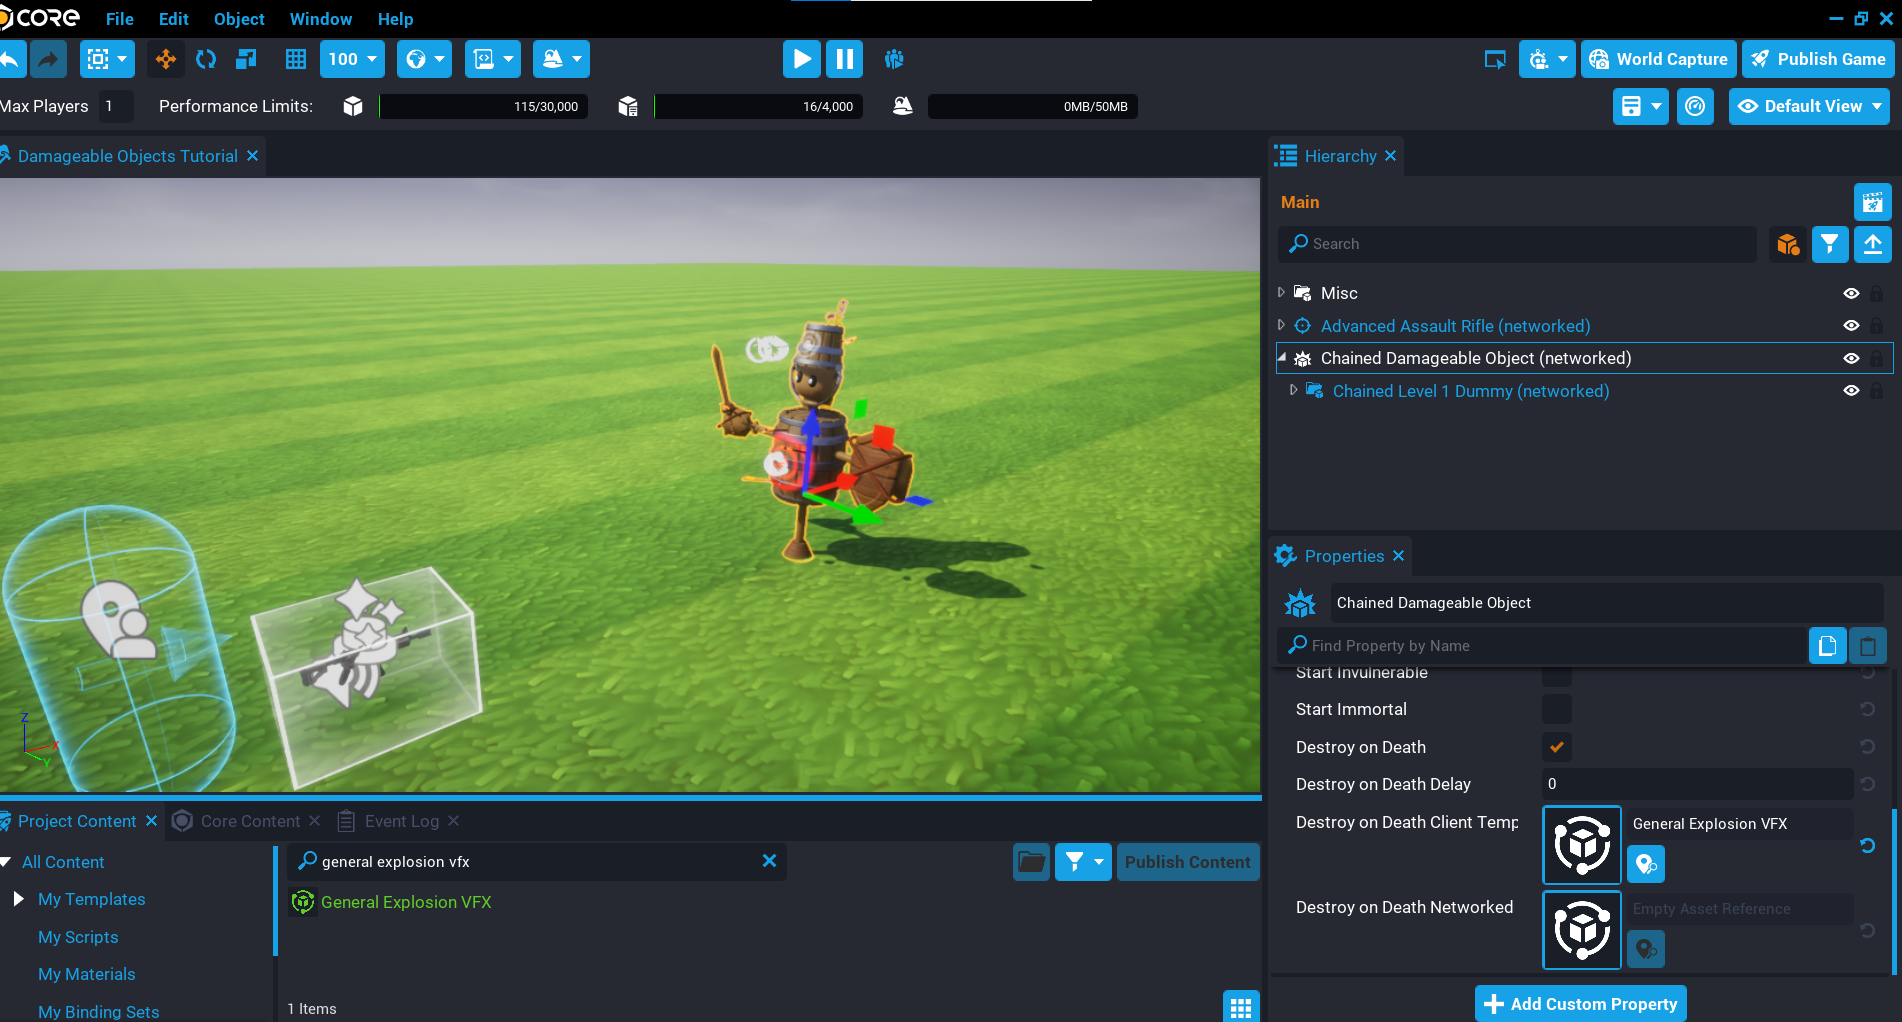 CORE
File Edit Object Window Help
100
World Capture
Publish Game
Max Players 1 Performance Limits: 115/30,000 16/4,000 0MB/50MB
Default View
Damageable Objects Tutorial
Hierarchy
Main
Search
Misc
Advanced Assault Rifle (networked)
Chained Damageable Object (networked)
Chained Level 1 Dummy (networked)
Z
X
Y
Properties
Chained Damageable Object
Find Property by Name
Start Invulnerable
Start Immortal
Destroy on Death
Destroy on Death Delay 0
Destroy on Death Client Temp General Explosion VFX
Destroy on Death Networked Empty Asset Reference
Add Custom Property
Project Content Core Content Event Log
All Content
My Templates
My Scripts
My Materials
My Binding Sets
general explosion vfx
Publish Content
General Explosion VFX
1 Items